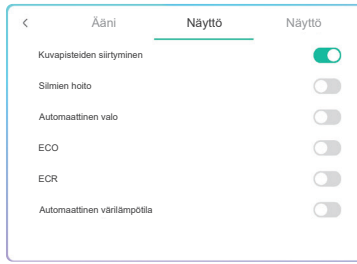 Ääni Näyttö Näyttö
Kuvapisteiden siirtyminen
Silmien hoito
Automaattinen valo
ECO
ECR
Automaattinen värilämpötila